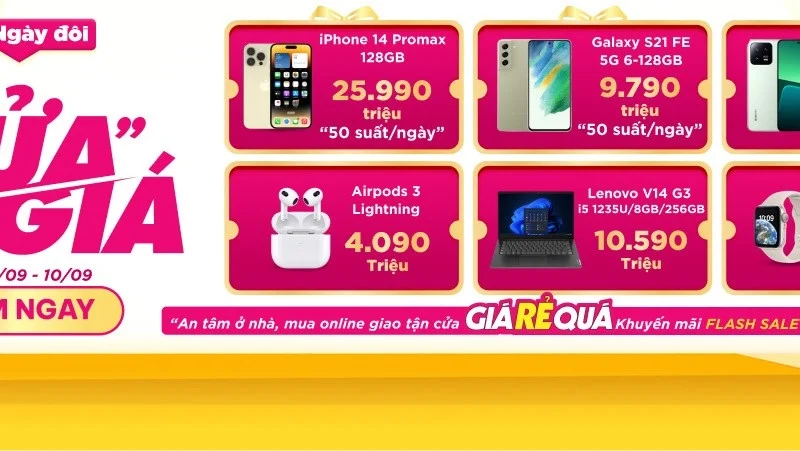 Ngày đôi
ỬA”
GIÁ
/09 - 10/09
M NGAY
iPhone 14 Promax
128GB
25.990
triệu
“50 suất/ngày”
Galaxy S21 FE
5G 6-128GB
9.790
triệu
“50 suất/ngày”
Airpods 3
Lightning
4.090
Triệu
Lenovo V14 G3
i5 1235U/8GB/256GB
10.590
Triệu
“An tâm ở nhà, mua online giao tận cửa GIÁ RẺ QUÁ Khuyến mãi FLASH SALE”